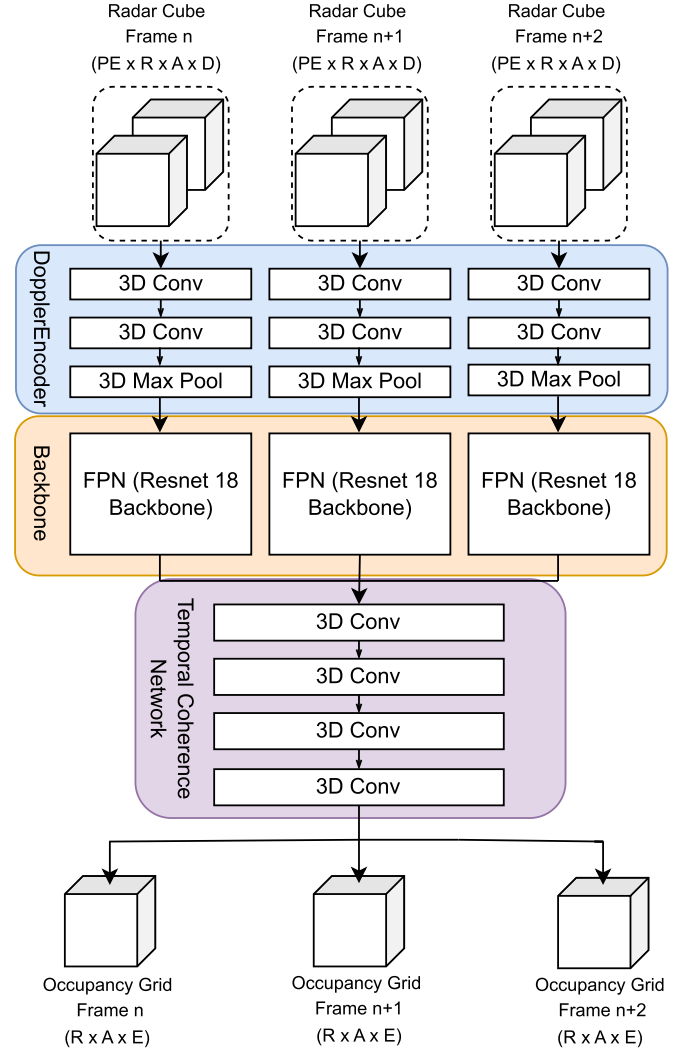 Radar Cube
Frame n
(PE x R x A x D)
Radar Cube
Frame n+1
(PE x R x A x D)
Radar Cube
Frame n+2
(PE x R x A x D)
DopplerEncoder
3D Conv
3D Conv
3D Max Pool
3D Conv
3D Conv
3D Max Pool
3D Conv
3D Conv
3D Max Pool
Backbone
FPN (Resnet 18
Backbone)
FPN (Resnet 18
Backbone)
FPN (Resnet 18
Backbone)
Temporal Coherence
Network
3D Conv
3D Conv
3D Conv
3D Conv
Occupancy Grid
Frame n
(R x A x E)
Occupancy Grid
Frame n+1
(R x A x E)
Occupancy Grid
Frame n+2
(R x A x E)